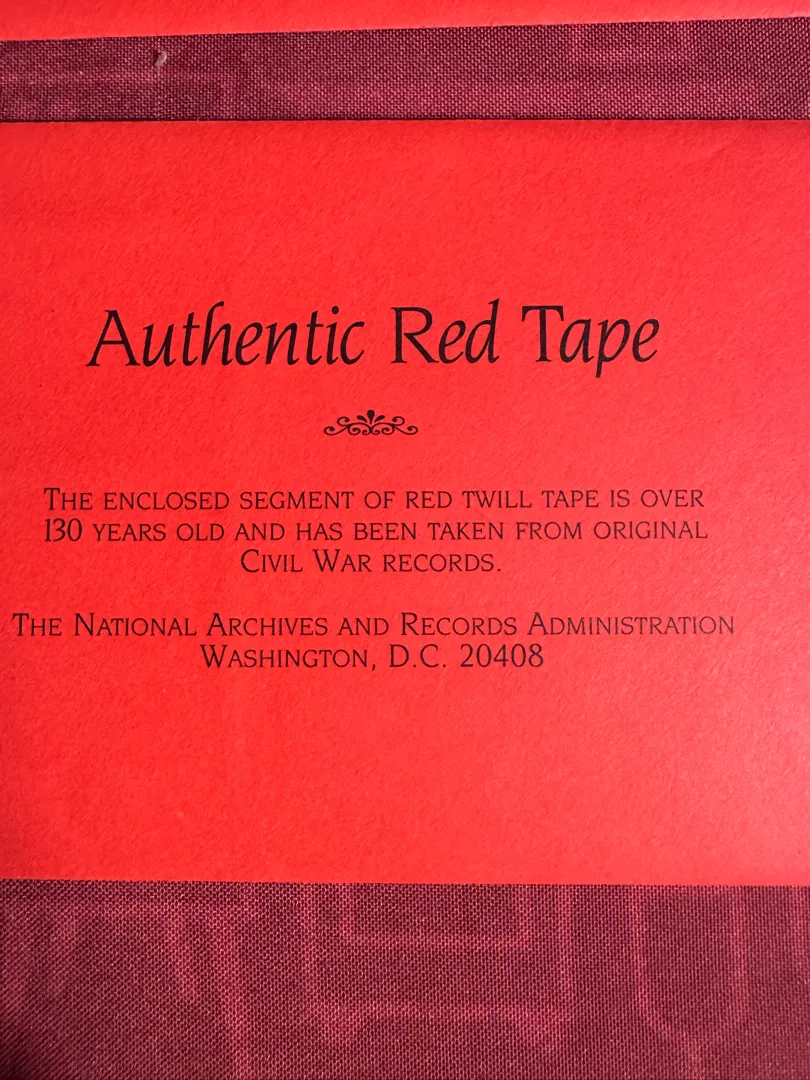 Authentic Red Tape
THE ENCLOSED SEGMENT OF RED TWILL TAPE IS OVER
130 YEARS OLD AND HAS BEEN TAKEN FROM ORIGINAL
CIVIL WAR RECORDS.
THE NATIONAL ARCHIVES AND RECORDS ADMINISTRATION
WASHINGTON, D.C. 20408